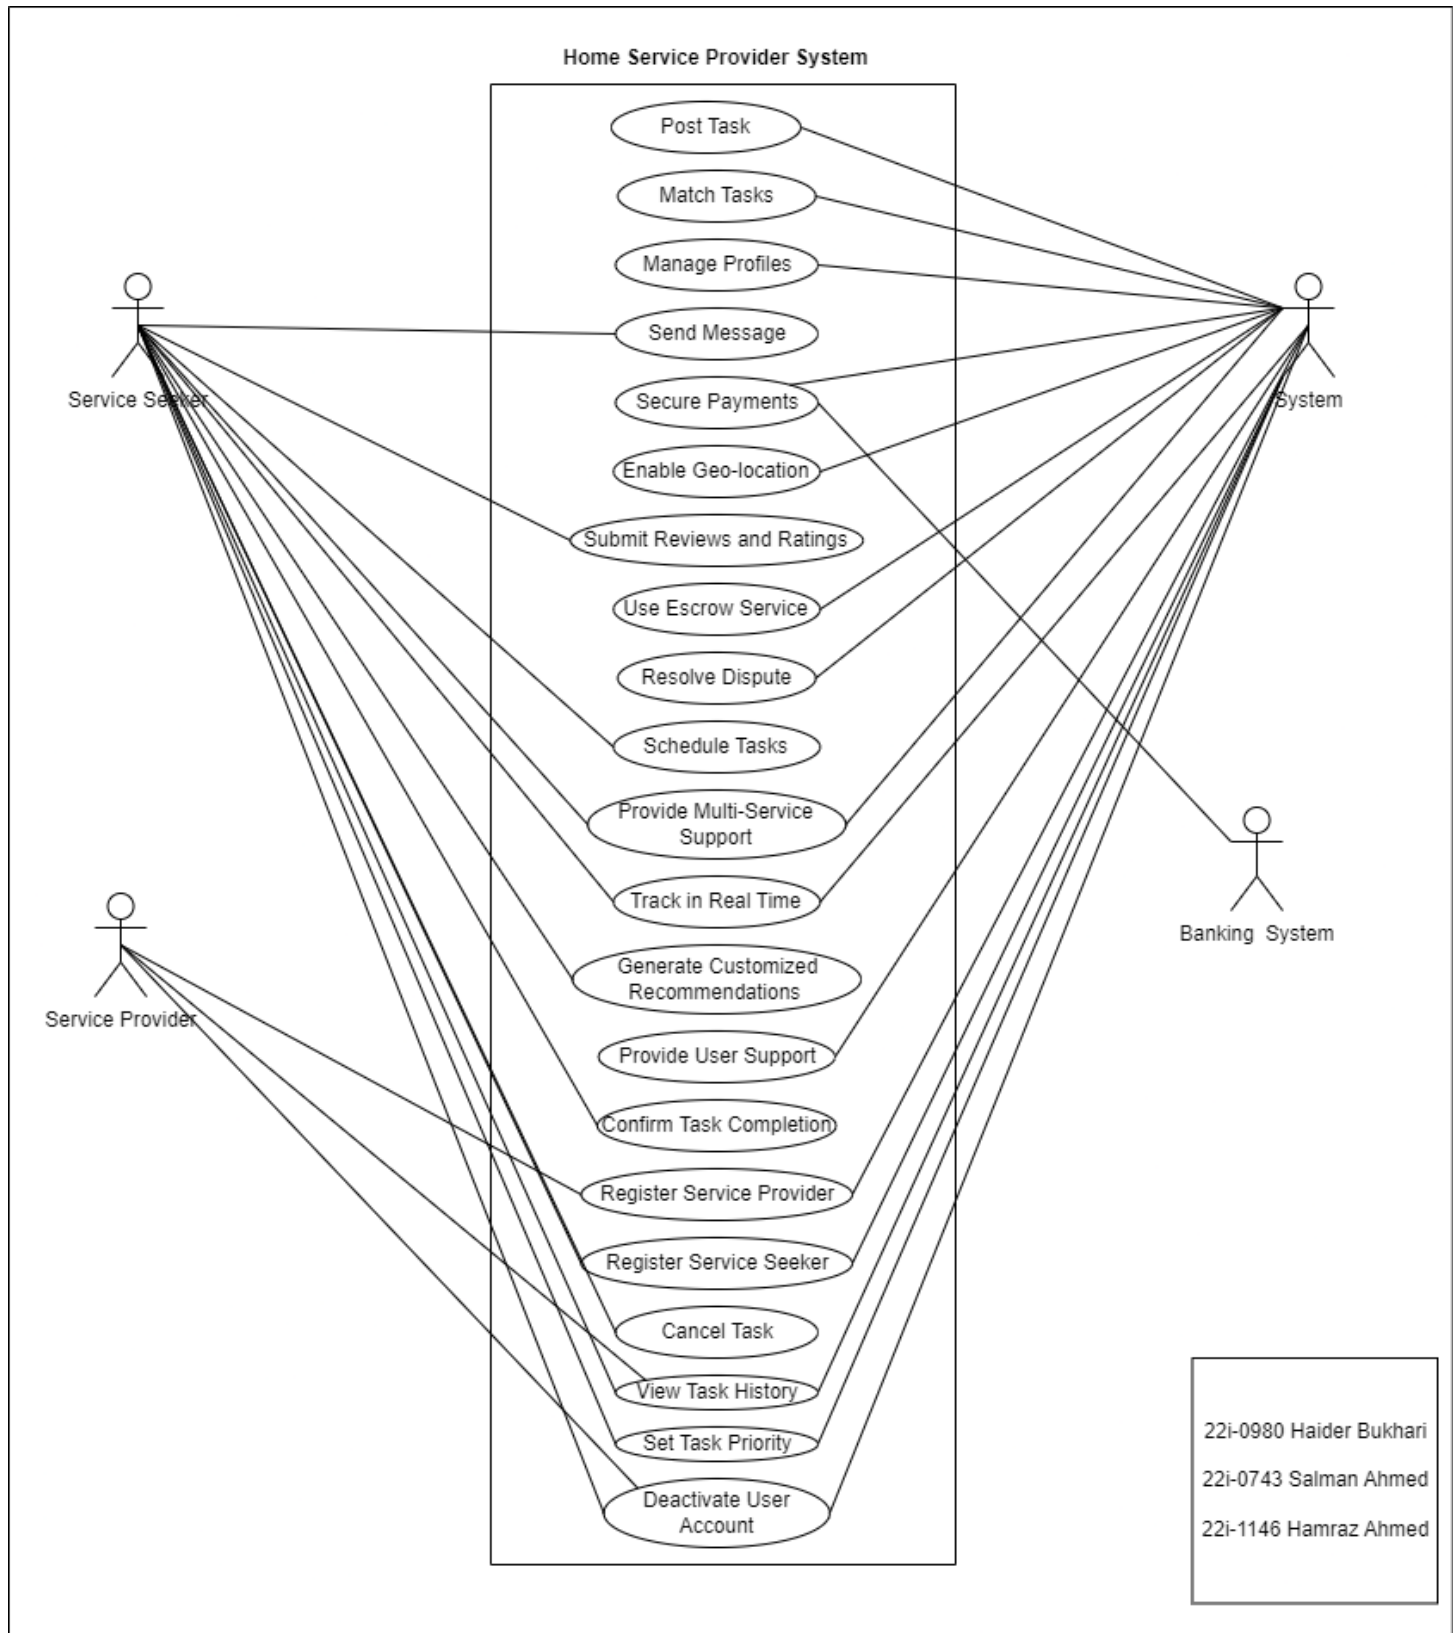 Home Service Provider System
Post Task
Match Tasks
Manage Profiles
Send Message
Service Seeker
Secure Payments
System
Enable Geo-location
Submit Reviews and Ratings
Use Escrow Service
Resolve Dispute
Schedule Tasks
Provide Multi-Service
Support
Track in Real Time
Banking System
Generate Customized
Recommendations
Service Provider
Provide User Support
Confirm Task Completion
Register Service Provider
Register Service Seeker
Cancel Task
View Task History
Set Task Priority
Deactivate User
Account
22i-0980 Haider Bukhari
22i-0743 Salman Ahmed
22i-1146 Hamraz Ahmed